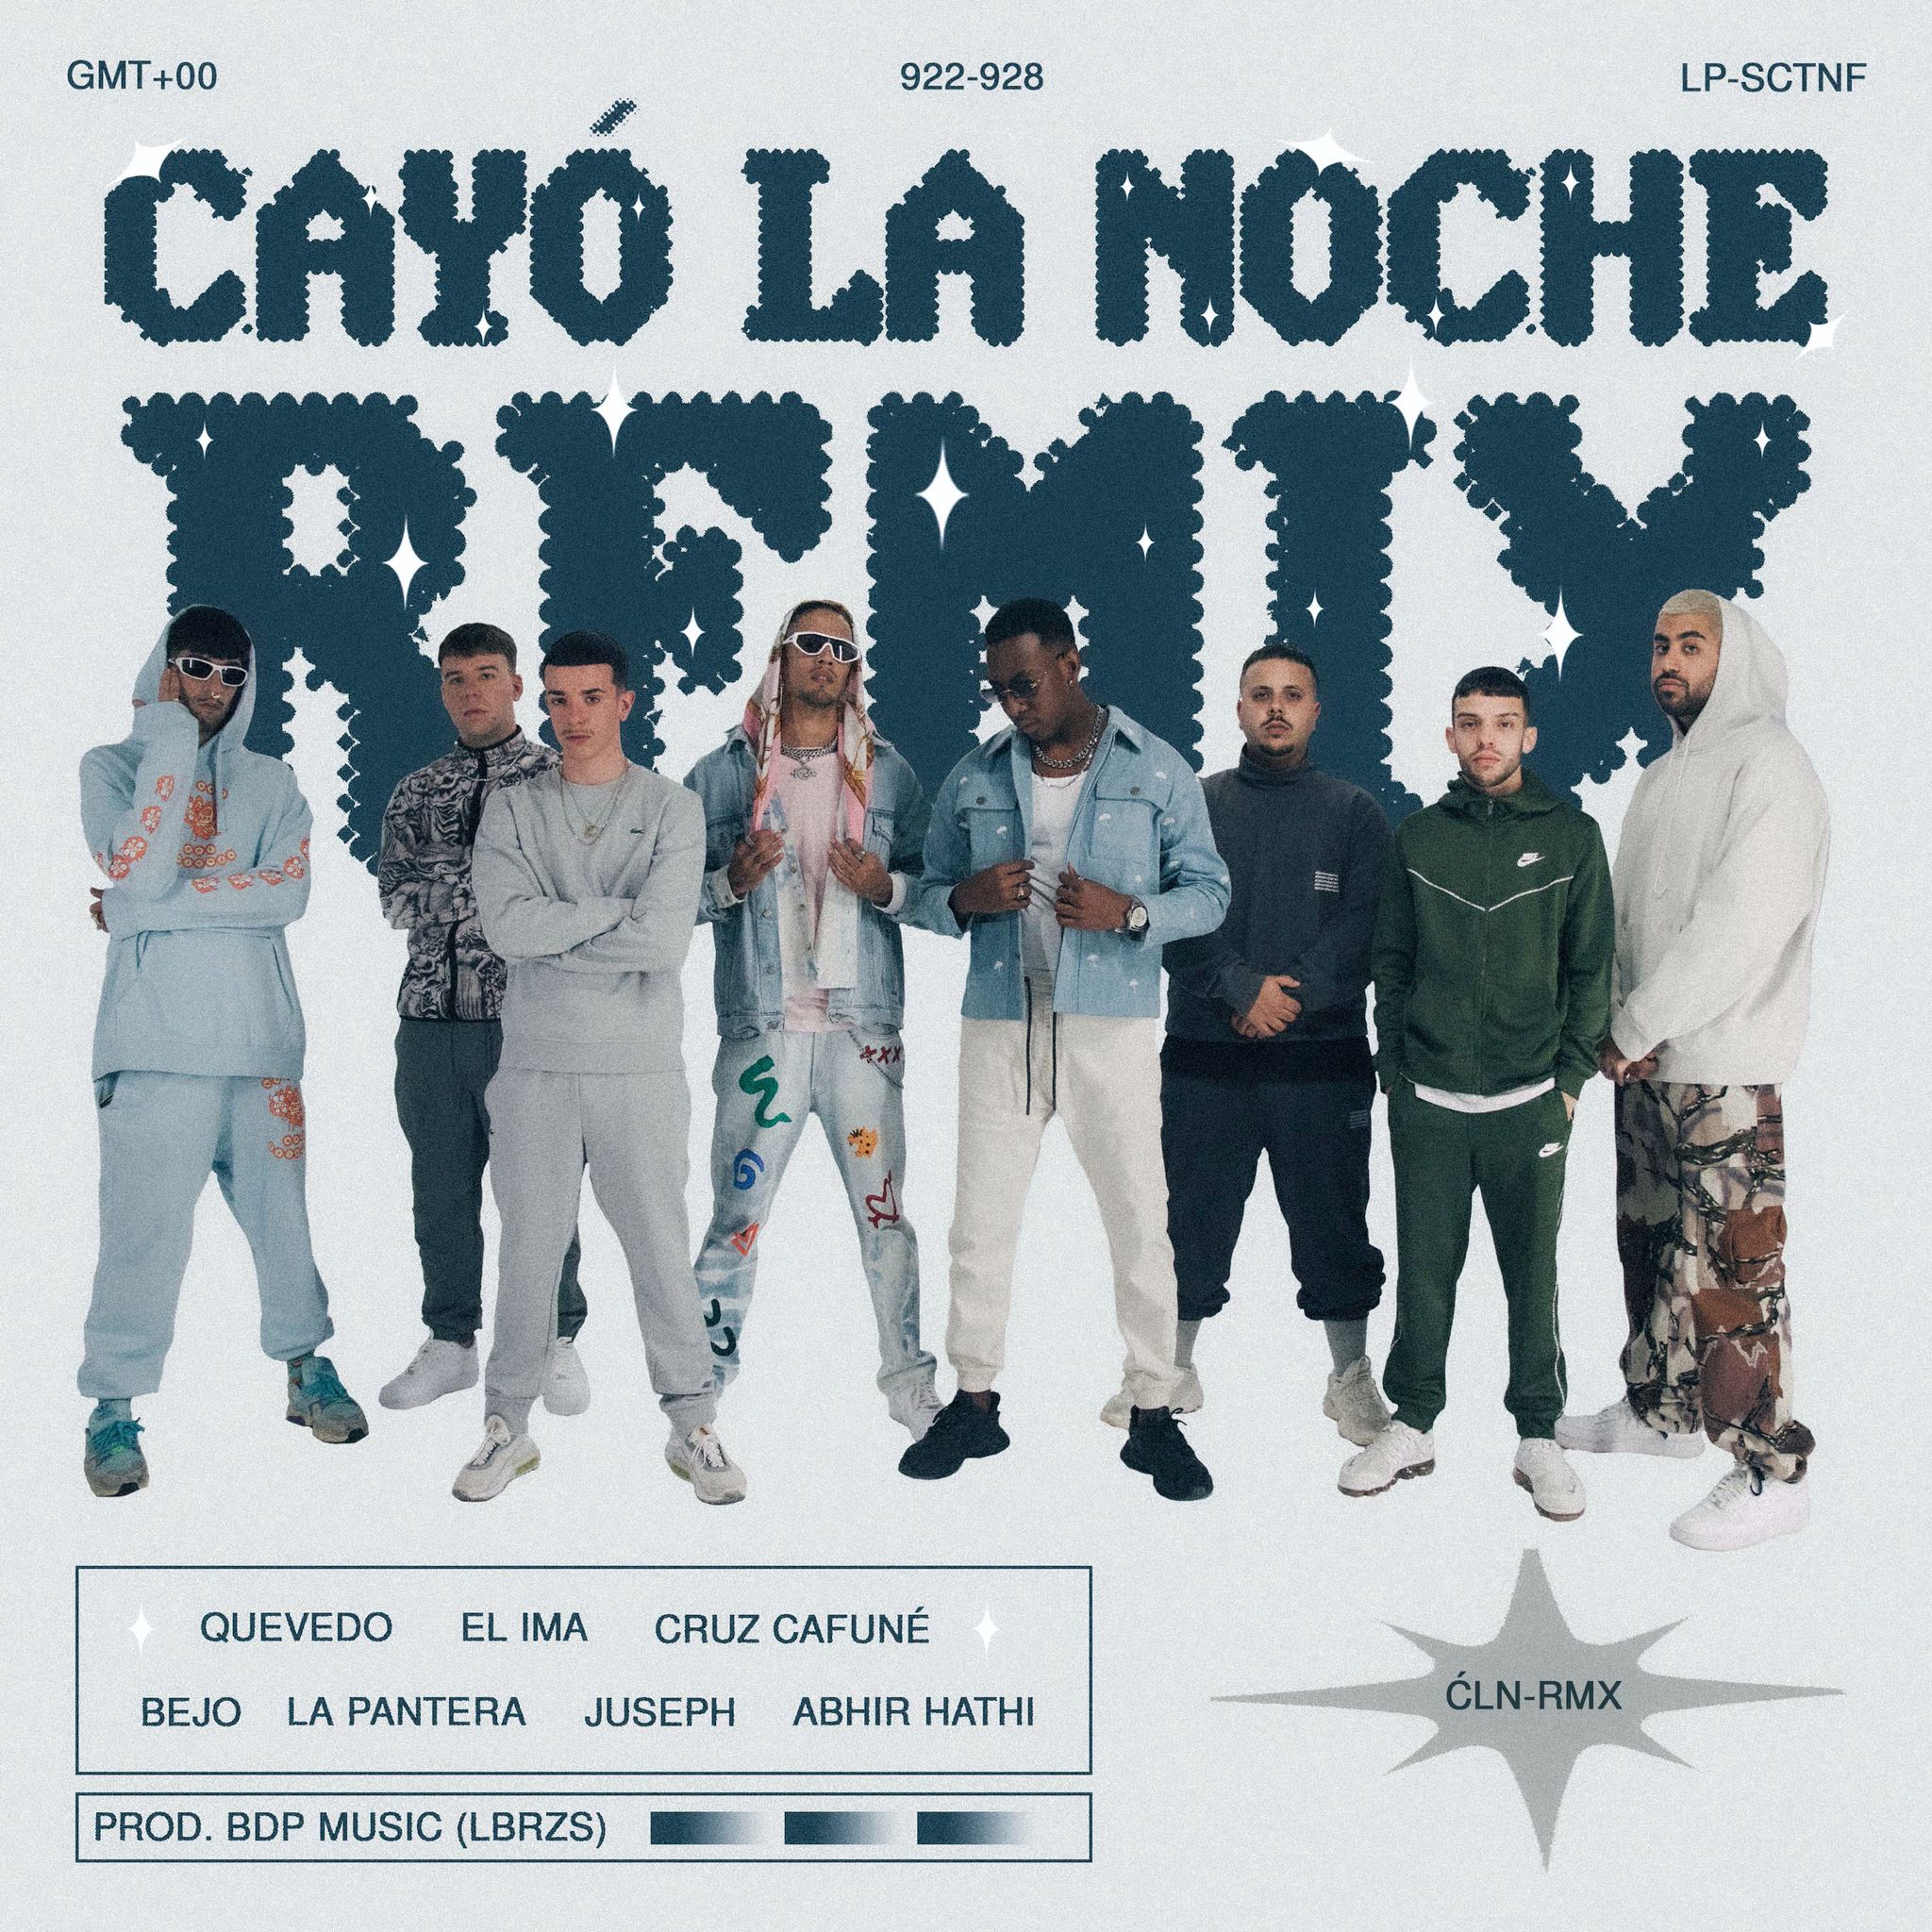 GMT+00 922-928 LP-SCTNF
CAYÓ LA NOCHE
REMIX
QUEVEDO EL IMA CRUZ CAFUNÉ
BEJO LA PANTERA JUSEPH ABHIR HATHI
ĆLN-RMX
PROD. BDP MUSIC (LBRZS)